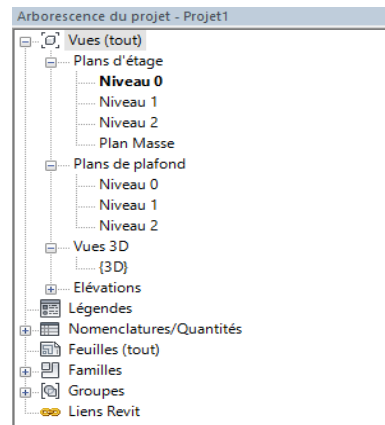 Arborescence du projet - Projet1
Vues (tout)
Plans d'étage
Niveau 0
Niveau 1
Niveau 2
Plan Masse
Plans de plafond
Niveau 0
Niveau 1
Niveau 2
Vues 3D
{3D}
Elévations
Légendes
Nomenclatures/Quantités
Feuilles (tout)
Familles
Groupes
Liens Revit